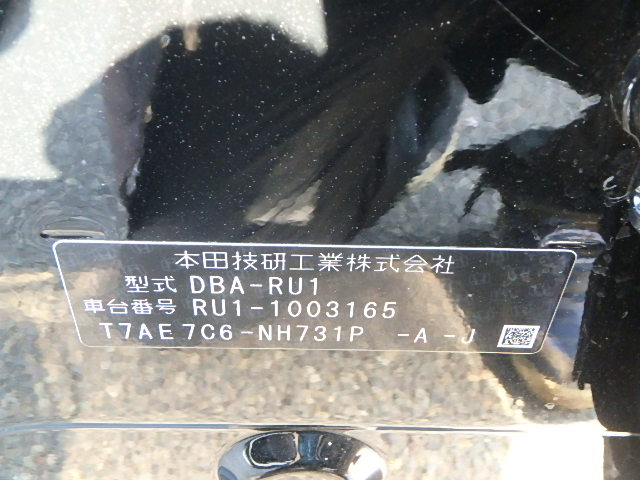 本田技研工業株式会社
型式 DBA-RU1
車台番号 RU1-1003165
T7AE7C6-NH731P -A -J